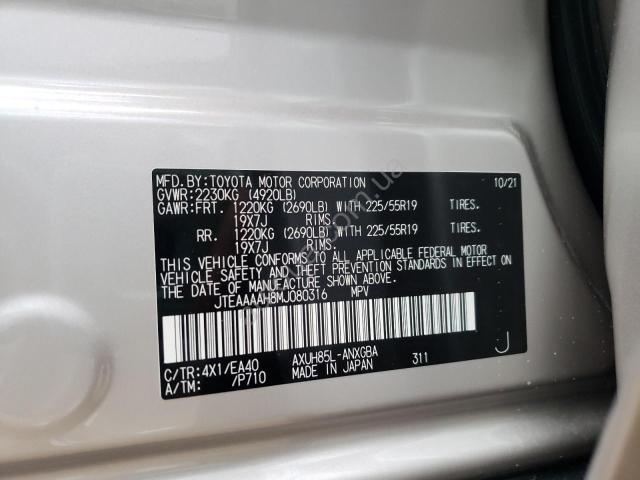 MFD.BY:TOYOTA MOTOR CORPORATION 10/21
GVWR:2230KG (4920LB)
GAWR:FRT. 1220KG (2690LB) WITH 225/55R19 TIRES.
19X7J RIMS.
RR. 1220KG (2690LB) WITH 225/55R19 TIRES.
19X7J RIMS.
THIS VEHICLE CONFORMS TO ALL APPLICABLE FEDERAL MOTOR
VEHICLE SAFETY AND THEFT PREVENTION STANDARDS IN EFFECT ON
THE DATE OF MANUFACTURE SHOWN ABOVE.
JTEAAAAH8MJ080316 MPV
C/TR:4X1/EA40 AXUH85L-ANXGBA 311 J
A/TM: /P710 MADE IN JAPAN